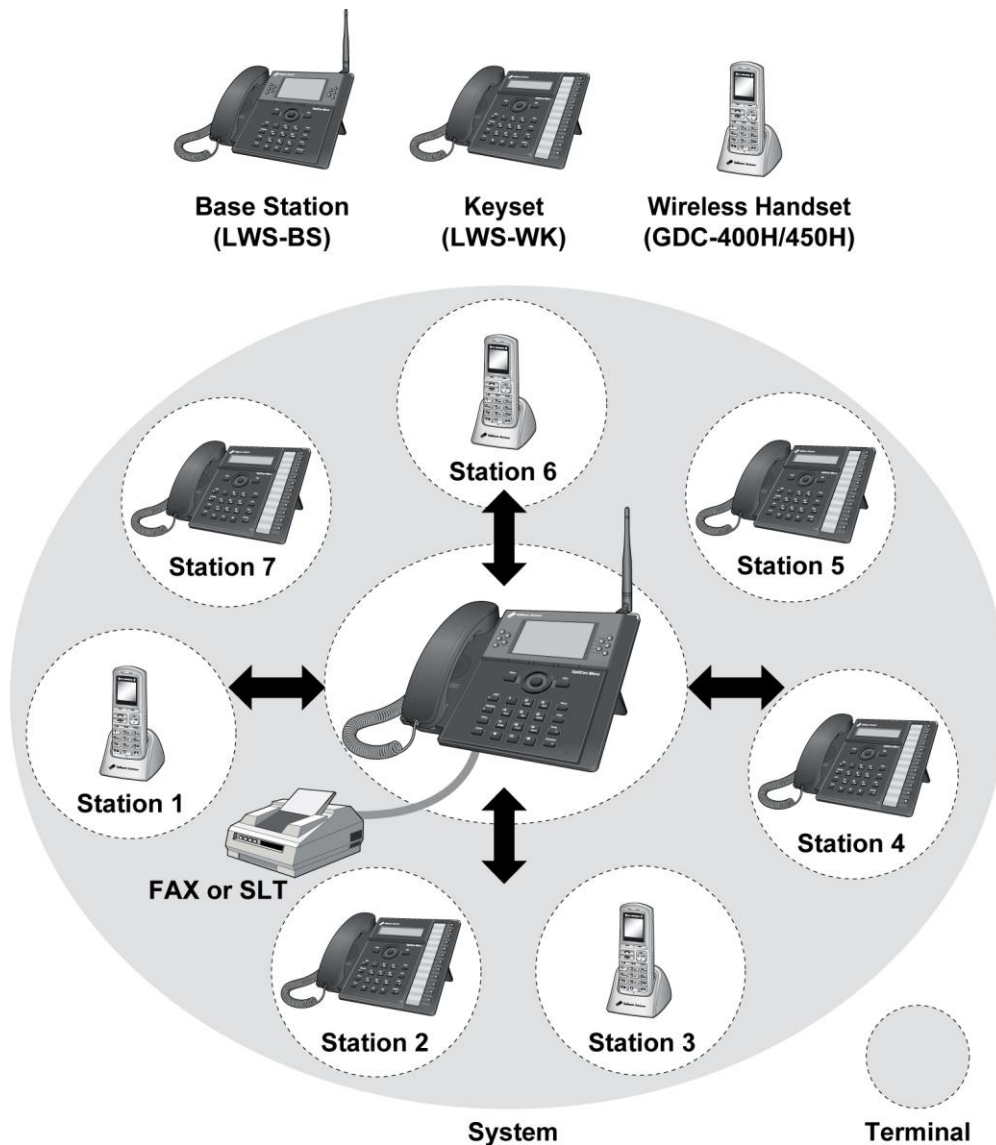 Base Station
(LWS-BS)
Keyset
(LWS-WK)
Wireless Handset
(GDC-400H/450H)
Station 6
Station 7
Station 5
Station 1
Station 4
FAX or SLT
Station 2
Station 3
System
Terminal